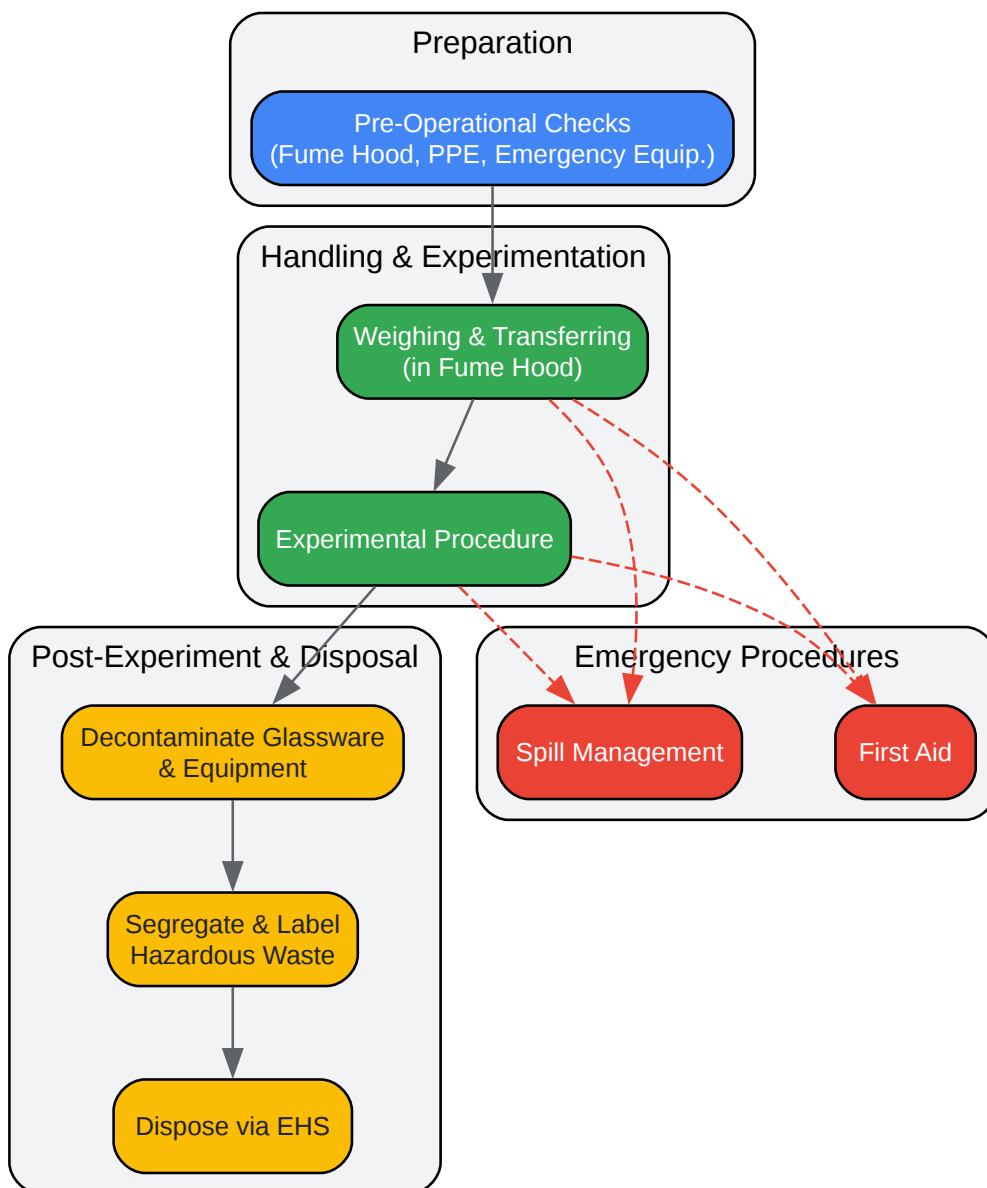 Preparation
Pre-Operational Checks
(Fume Hood, PPE, Emergency Equip.)
Handling & Experimentation
Weighing & Transferring
(in Fume Hood)
Experimental Procedure
Post-Experiment & Disposal
Decontaminate Glassware
& Equipment
Segregate & Label
Hazardous Waste
Dispose via EHS
Emergency Procedures
Spill Management
First Aid